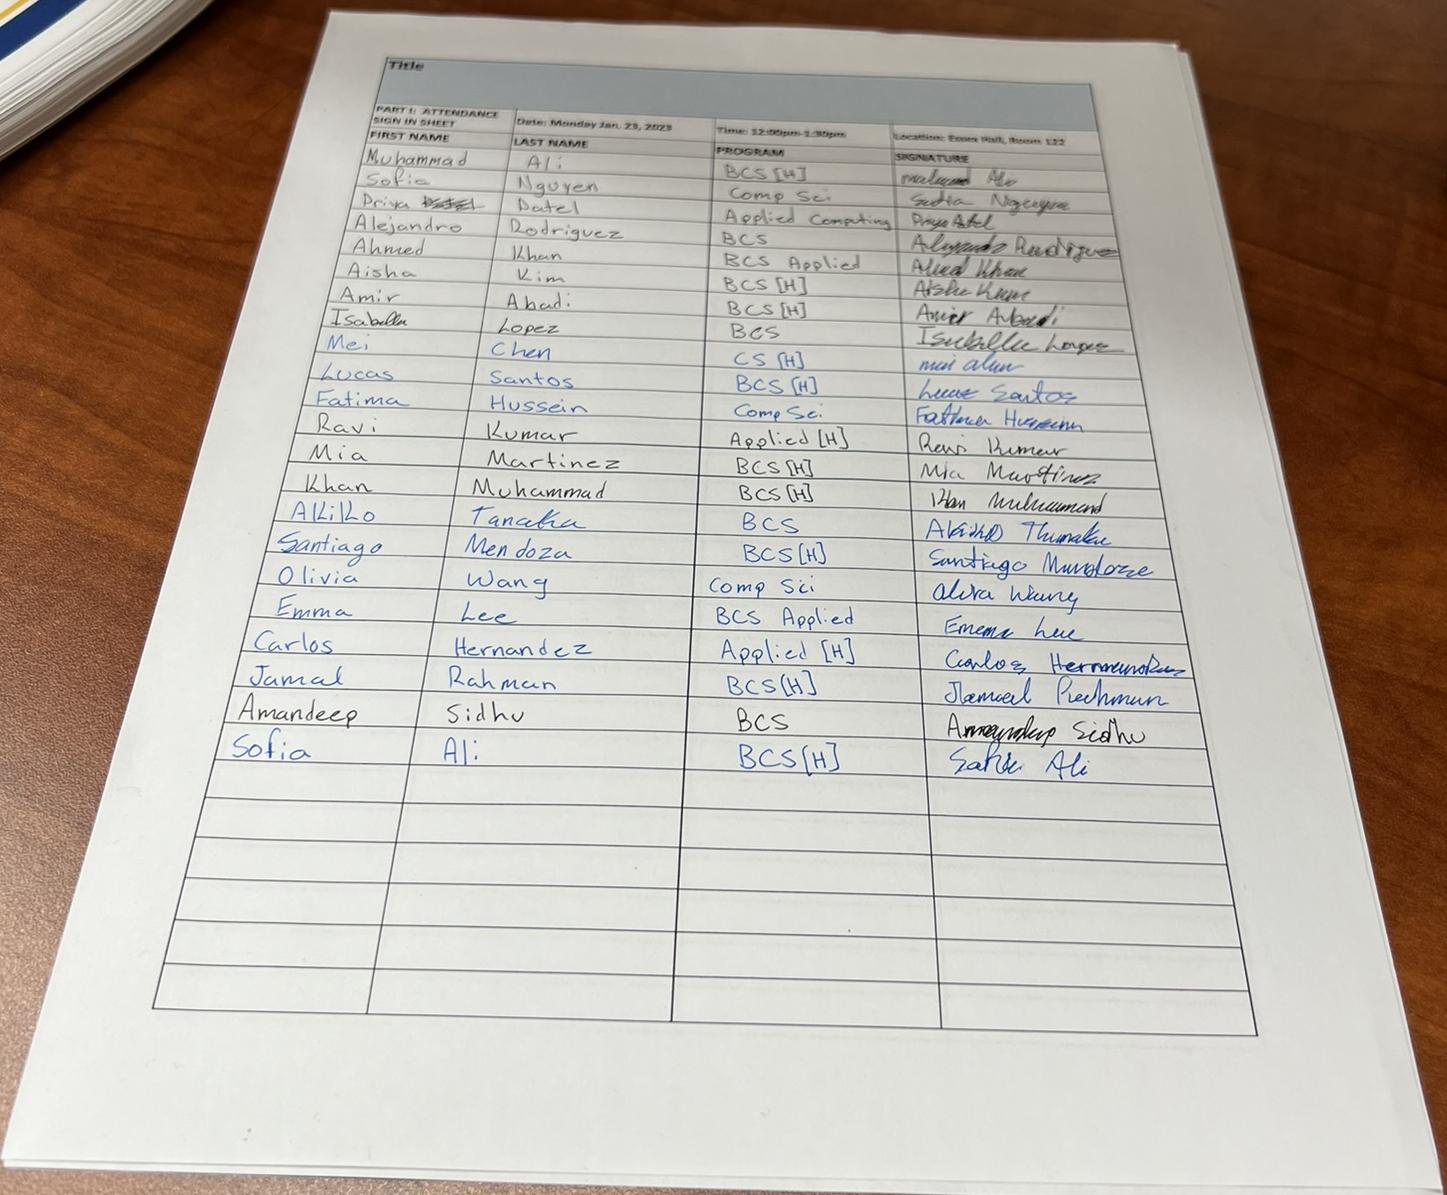 Title
PART I: ATTENDANCE SIGN IN SHEET Date: Monday Jan. 23, 2023 Time: 12:00pm-1:30pm Location: Essex Hall, Room 122
FIRST NAME LAST NAME PROGRAM SIGNATURE
Muhammad Ali BCS [H] Ali
Sofia Nguyen Comp Sci Sofia Nguyen
Priya Patel Applied Computing Priya Patel
Alejandro Rodriguez BCS Alejandro Rodriguez
Ahmed Khan BCS Applied Ahmed Khan
Aisha Kim BCS [H] Aisha Kim
Amir Abadi BCS [H] Amir Abadi
Isabella Lopez BCS Isabella Lopez
Mei Chen CS [H]
Lucas Santos BCS [H] Lucas Santos
Fatima Hussein Comp Sci Fatima Hussein
Ravi Kumar Applied [H] Ravi Kumar
Mia Martinez BCS [H] Mia Martinez
Khan Muhammad BCS [H] Khan Muhammad
Akiko Tanaka BCS Akiko
Santiago Mendoza BCS[H] Santiago Mendoza
Olivia Wang Comp Sci Olivia Wang
Emma Lee BCS Applied Emma Lee
Carlos Hernandez Applied [H] Carlos Hernandez
Jamal Rahman BCS[H] Jamal Rahman
Amandeep Sidhu BCS Amandeep Sidhu
Sofia Ali BCS[H] Sofia Ali